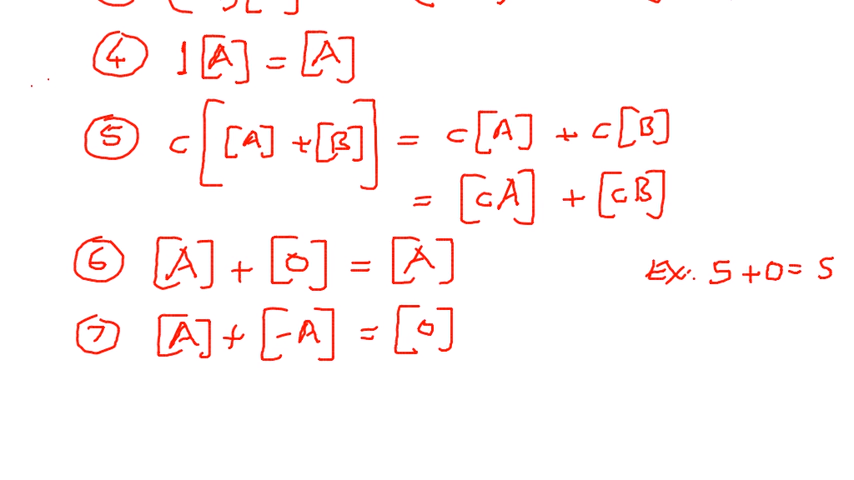 ④ 1[A] = [A]
⑤ c[[A] + [B]] = c[A] + c[B]
= [cA] + [cB]
⑥ [A] + [0] = [A]
Ex. 5 + 0 = 5
⑦ [A] + [-A] = [0]